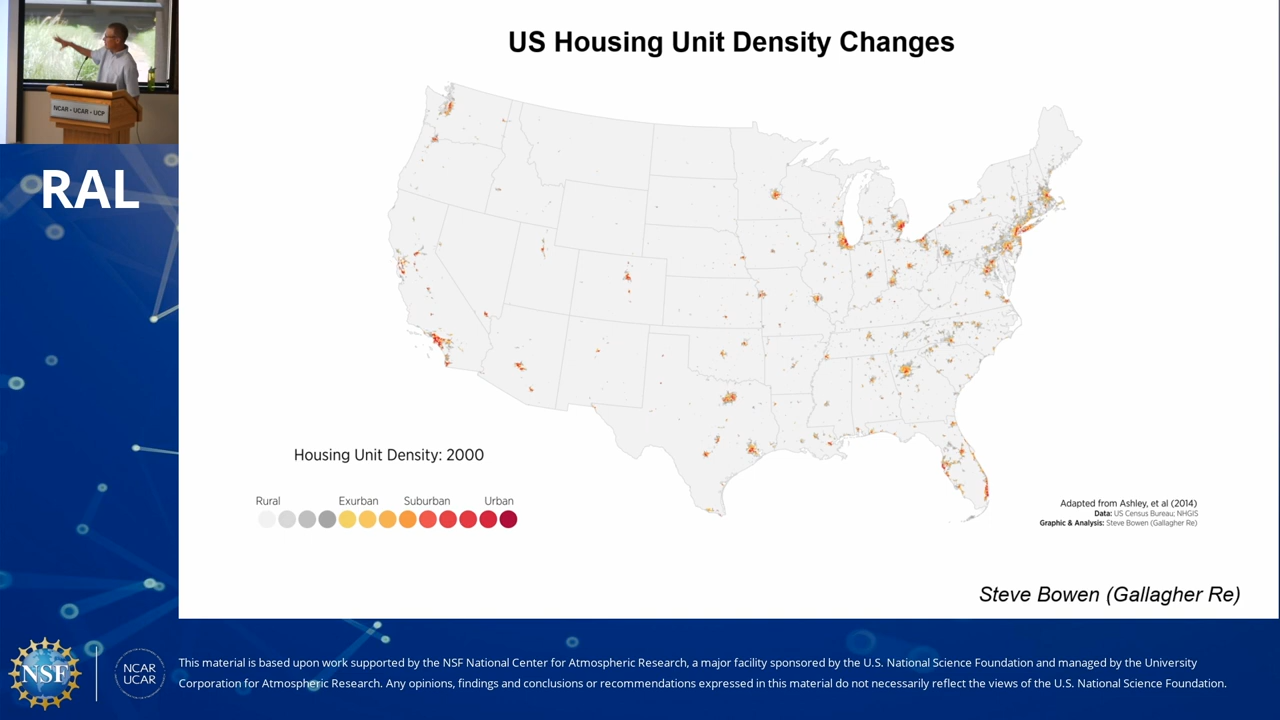 US Housing Unit Density Changes
NCAR • UCAR • UCP
RAL
Housing Unit Density: 2000
Rural Exurban Suburban Urban
Adapted from Ashley, et al (2014)
Data: US Census Bureau; NHGIS
Graphic & Analysis: Steve Bowen (Gallagher Re)
Steve Bowen (Gallagher Re)
NSF
NCAR
UCAR
This material is based upon work supported by the NSF National Center for Atmospheric Research, a major facility sponsored by the U.S. National Science Foundation and managed by the University
Corporation for Atmospheric Research. Any opinions, findings and conclusions or recommendations expressed in this material do not necessarily reflect the views of the U.S. National Science Foundation.